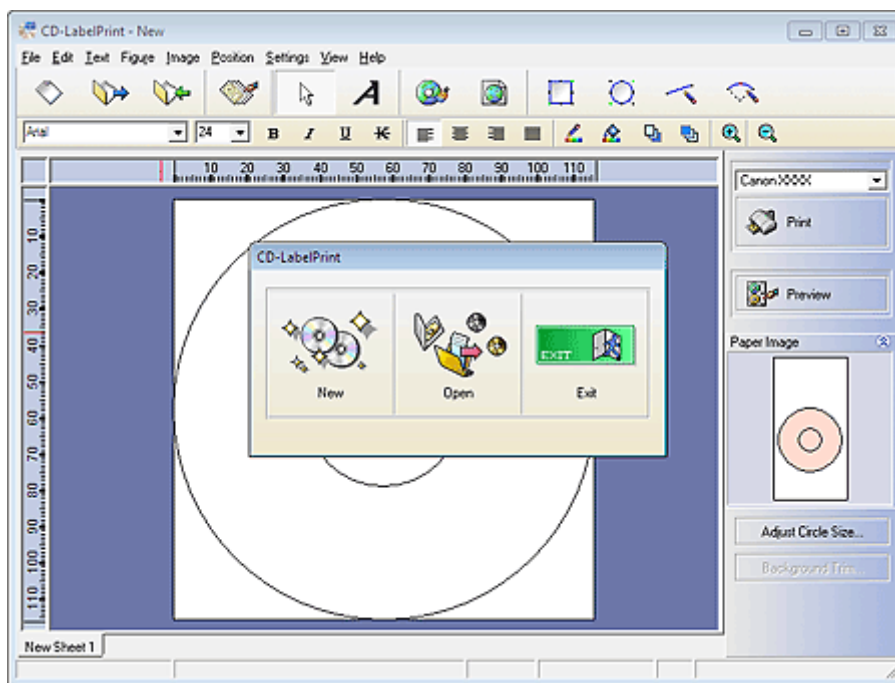 CD-LabelPrint - New
File Edit Text Figure Image Position Settings View Help
A
Arial 24 B I U K
10 20 30 40 50 60 70 80 90 100 110
Canon XXXX
Print
Preview
Paper Image
Adjust Circle Size...
Background Trim...
10
20
30
40
50
60
70
80
90
100
110
CD-LabelPrint
EXIT
New Open Exit
New Sheet 1